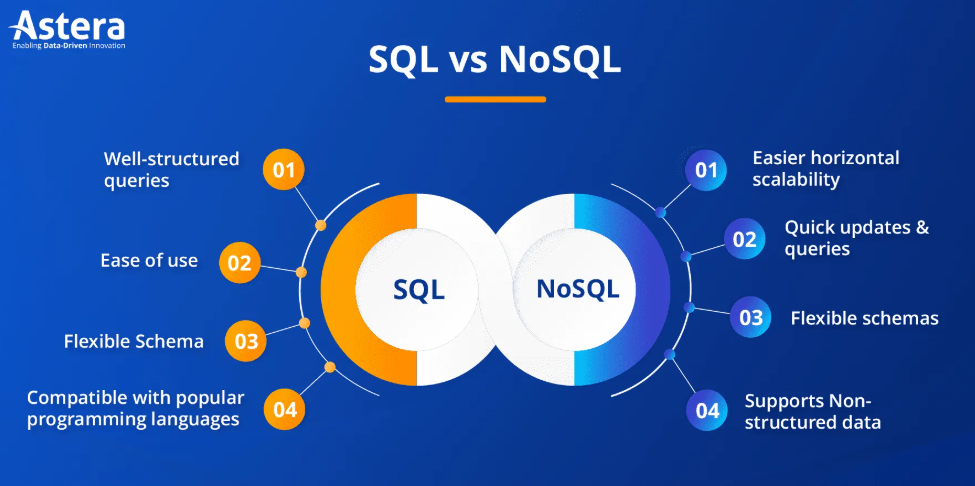 Astera
Enabling Data-Driven Innovation
SQL vs NoSQL
01
Well-structured
queries
02
Ease of use
03
Flexible Schema
04
Compatible with popular
programming languages
SQL
NoSQL
01
Easier horizontal
scalability
02
Quick updates &
queries
03
Flexible schemas
04
Supports Non-
structured data